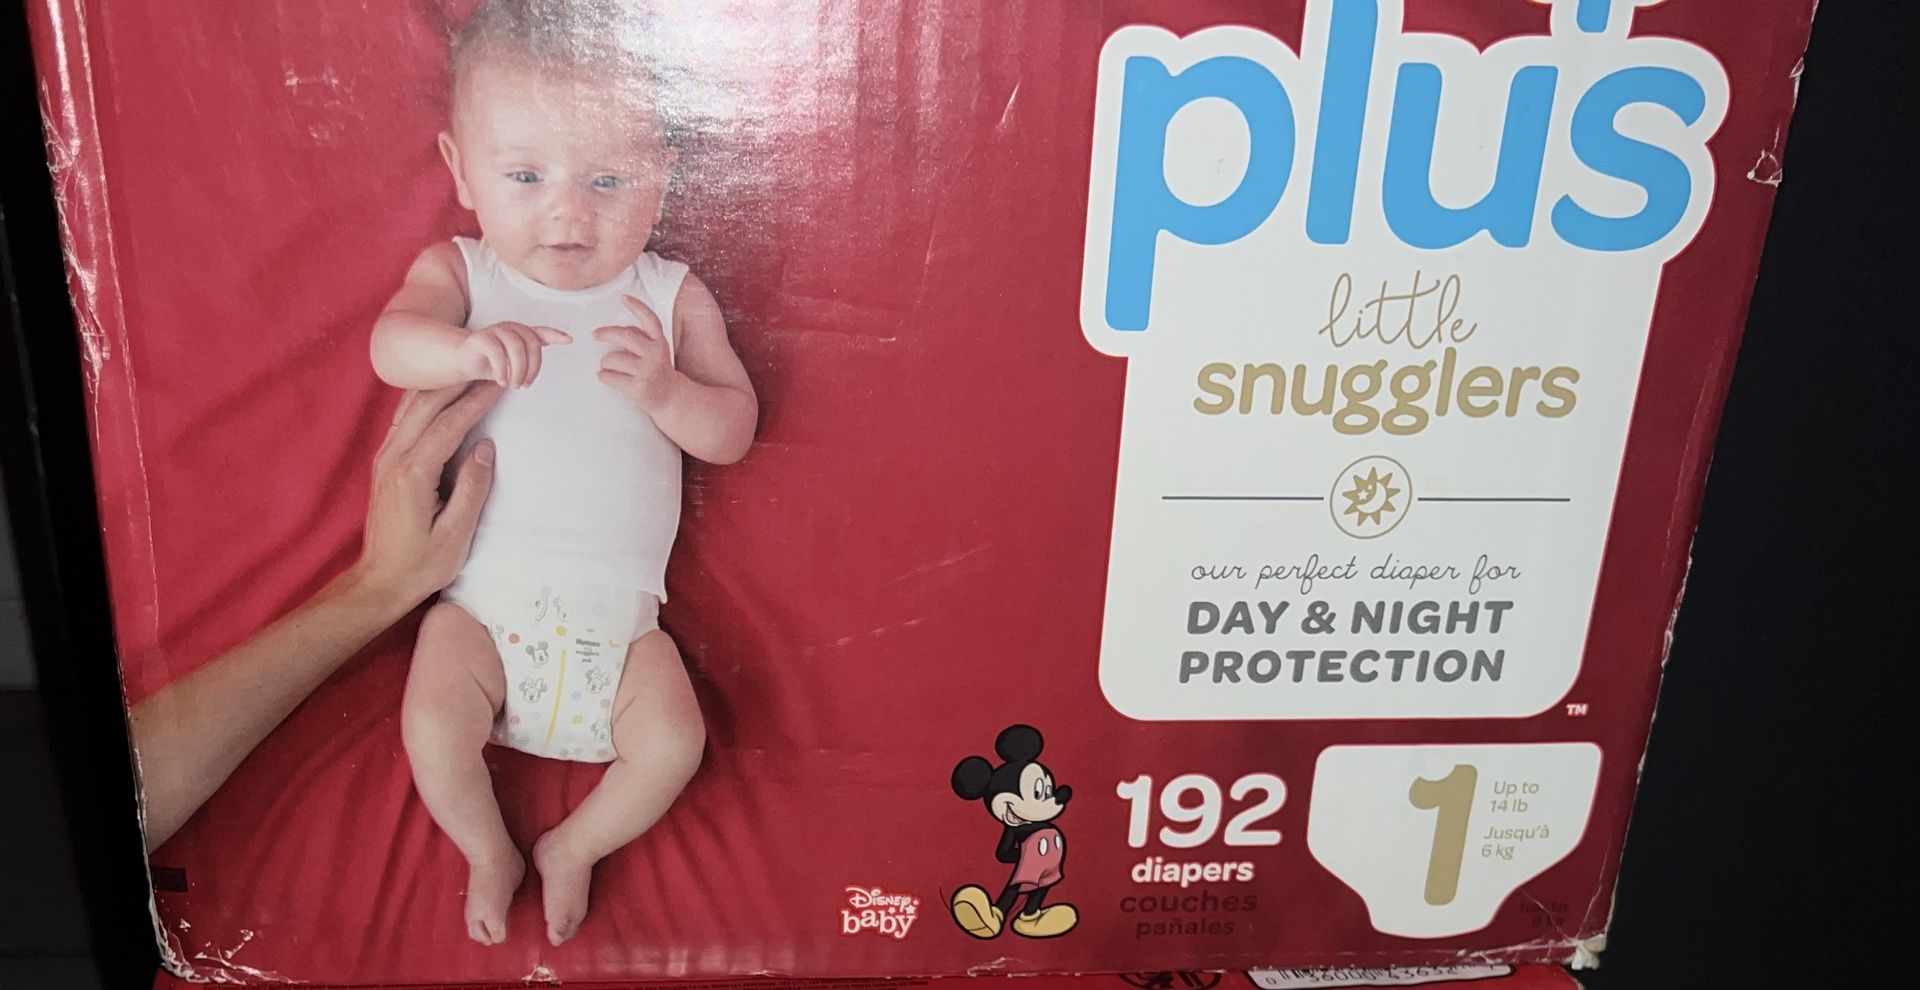 plus
little
snugglers
our perfect diaper for
DAY & NIGHT
PROTECTION
TM
192
diapers
couches
pañales
1
Up to
14 lb
Jusqu'à
6 kg
Disney
baby
Huggies